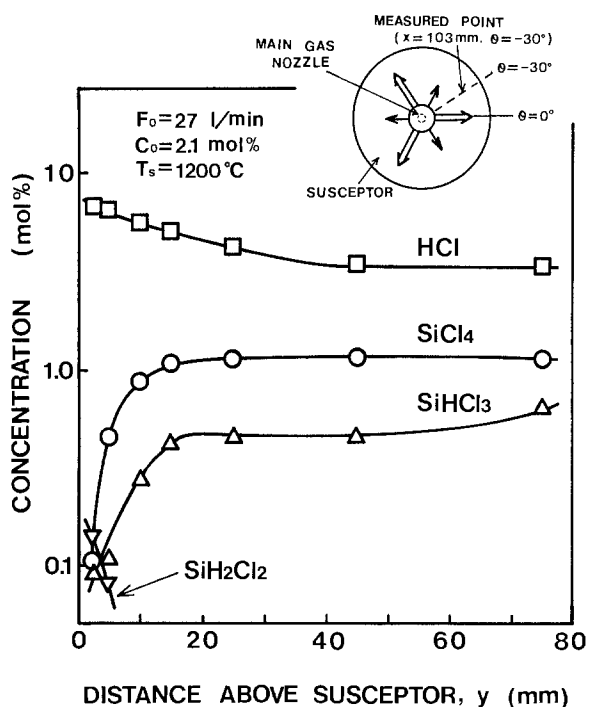 MEASURED POINT
(x=103mm. θ=-30°)
MAIN GAS
NOZZLE
θ=-30°
θ=0°
SUSCEPTOR
F₀=27 l/min
C₀=2.1 mol%
Tₛ=1200°C
CONCENTRATION (mol%)
10
1.0
0.1
HCl
SiCl4
SiHCl3
SiH2Cl2
0 20 40 60 80
DISTANCE ABOVE SUSCEPTOR, y (mm)